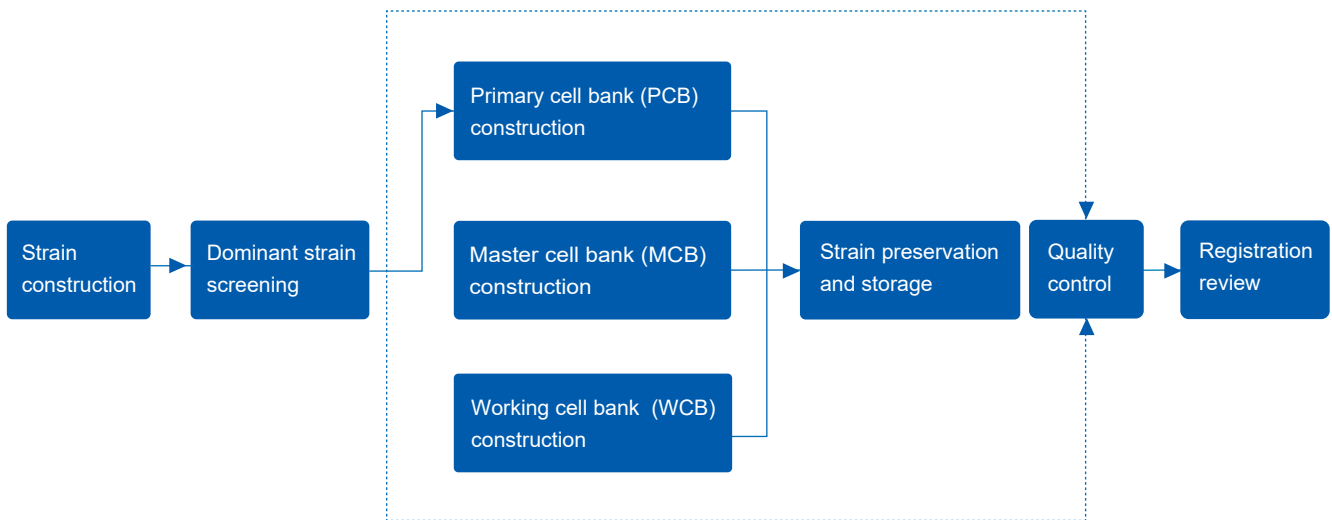 Strain
construction
Dominant strain
screening
Primary cell bank (PCB)
construction
Master cell bank (MCB)
construction
Working cell bank  (WCB)
construction
Strain preservation
and storage
Quality
control
Registration
review